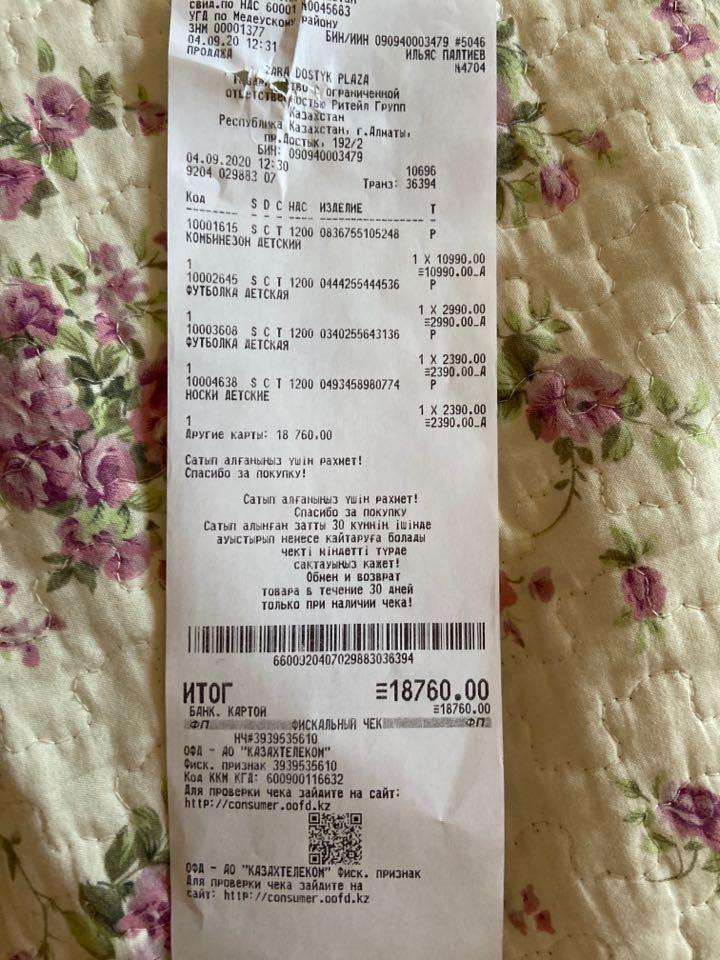 СВИД.ПО НДС 60001 №0045683
УГД по Медеускому району
ЗНМ 00001377 БИН/ИИН 090940003479 #5046
04.09.20 12:31 ИЛЬЯС ПАЛТИЕВ
ПРОДАЖА №4704
ZARA DOSTYK PLAZA
с ограниченной
ответственностью Ритейл Групп
Казахстан
Республика Казахстан, г.Алматы,
пр.Достык, 192/2
БИН: 090940003479
04.09.2020 12:30 10696
9204 029883 07 Транз: 36394
Код S D C НДС ИЗДЕЛИЕ T
10001615 S C T 1200 0836755105248 P
КОМБИНЕЗОН ДЕТСКИЙ
1 X 10990.00
1 =10990.00_А
10002645 S C T 1200 0444255444536 P
ФУТБОЛКА ДЕТСКАЯ
1 X 2990.00
1 =2990.00_А
10003608 S C T 1200 0340255643136 P
ФУТБОЛКА ДЕТСКАЯ
1 X 2390.00
1 =2390.00_А
10004638 S C T 1200 0493458980774 P
НОСКИ ДЕТСКИЕ
1 X 2390.00
1 =2390.00_А
Другие карты: 18 760,00
Сатып алғаныңыз үшін рахмет!
Спасибо за покупку!
Сатып алғаныңыз үшін рахмет!
Спасибо за покупку
Сатып алынған затты 30 күннің ішінде
ауыстырып немесе қайтаруға болады
чекті міндетті түрде
сақтауыңыз қажет!
Обмен и возврат
товара в течение 30 дней
только при наличии чека!
6600920407029883036394
ИТОГ ≡18760.00
БАНК. КАРТОЙ ≡18760.00
ФП ФИСКАЛЬНЫЙ ЧЕК ФП
НЧ#3939535610
ОФД - АО "КАЗАХТЕЛЕКОМ"
Фиск. признак 3939535610
Код ККМ КГД: 600900116632
Для проверки чека зайдите на сайт:
http://consumer.oofd.kz
ОФД - АО "КАЗАХТЕЛЕКОМ" Фиск. признак
Для проверки чека зайдите на
сайт: http://consumer.oofd.kz